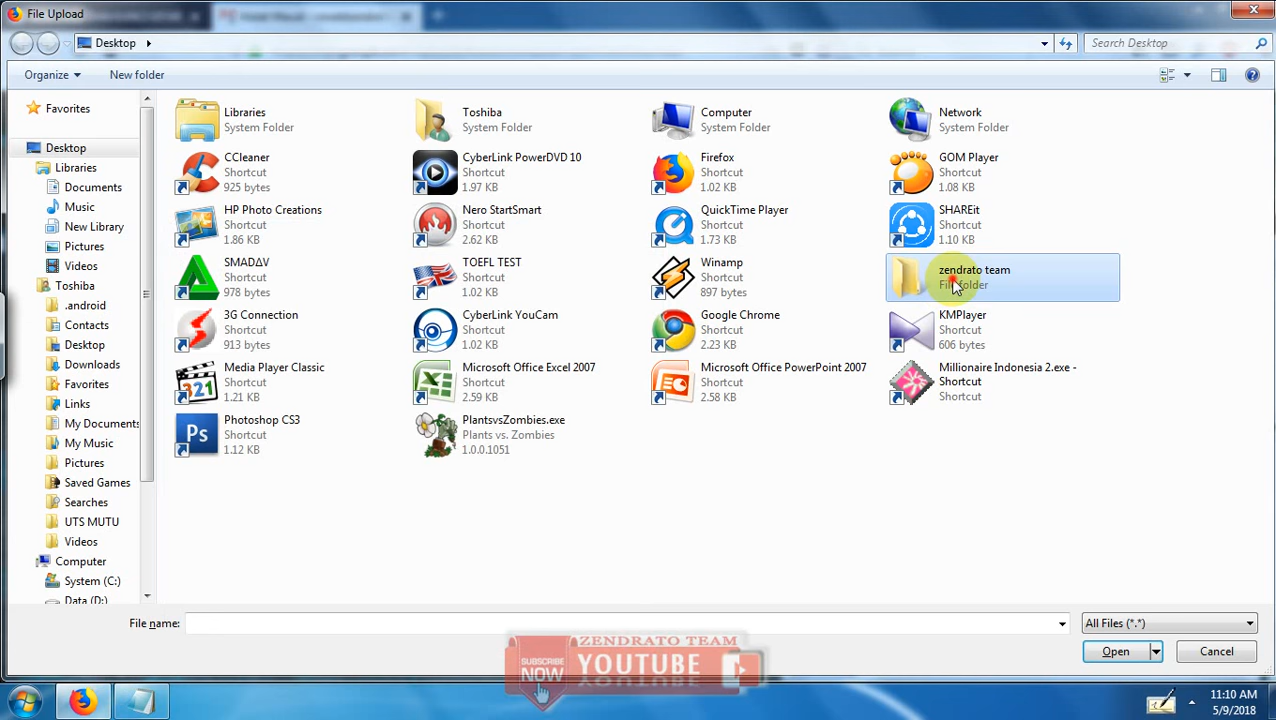 File Upload
Desktop
Search Desktop
Organize
New folder
Favorites
Desktop
Libraries
Documents
Music
New Library
Pictures
Videos
Toshiba
.android
Contacts
Desktop
Downloads
Favorites
Links
My Documents
My Music
Pictures
Saved Games
Searches
UTS MUTU
Videos
Computer
System (C:)
Data (D:)
Libraries
System Folder
Toshiba
System Folder
Computer
System Folder
Network
System Folder
CCleaner
Shortcut
925 bytes
CyberLink PowerDVD 10
Shortcut
1.97 KB
Firefox
Shortcut
1.02 KB
GOM Player
Shortcut
1.08 KB
HP Photo Creations
Shortcut
1.86 KB
Nero StartSmart
Shortcut
2.62 KB
QuickTime Player
Shortcut
1.73 KB
SHAREit
Shortcut
1.10 KB
SMADΔV
Shortcut
978 bytes
TOEFL TEST
Shortcut
1.02 KB
Winamp
Shortcut
897 bytes
zendrato team
File folder
3G Connection
Shortcut
913 bytes
CyberLink YouCam
Shortcut
1.02 KB
Google Chrome
Shortcut
2.23 KB
KMPlayer
Shortcut
606 bytes
Media Player Classic
Shortcut
1.21 KB
Microsoft Office Excel 2007
Shortcut
2.59 KB
Microsoft Office PowerPoint 2007
Shortcut
2.58 KB
Millionaire Indonesia 2.exe -
Shortcut
Shortcut
Photoshop CS3
Shortcut
1.12 KB
PlantsvsZombies.exe
Plants vs. Zombies
1.0.0.1051
321
Ps
File name:
All Files (*.*)
Open
Cancel
ZENDRATO TEAM
SUBSCRIBE
NOW
YOUTUBE
11:10 AM
5/9/2018